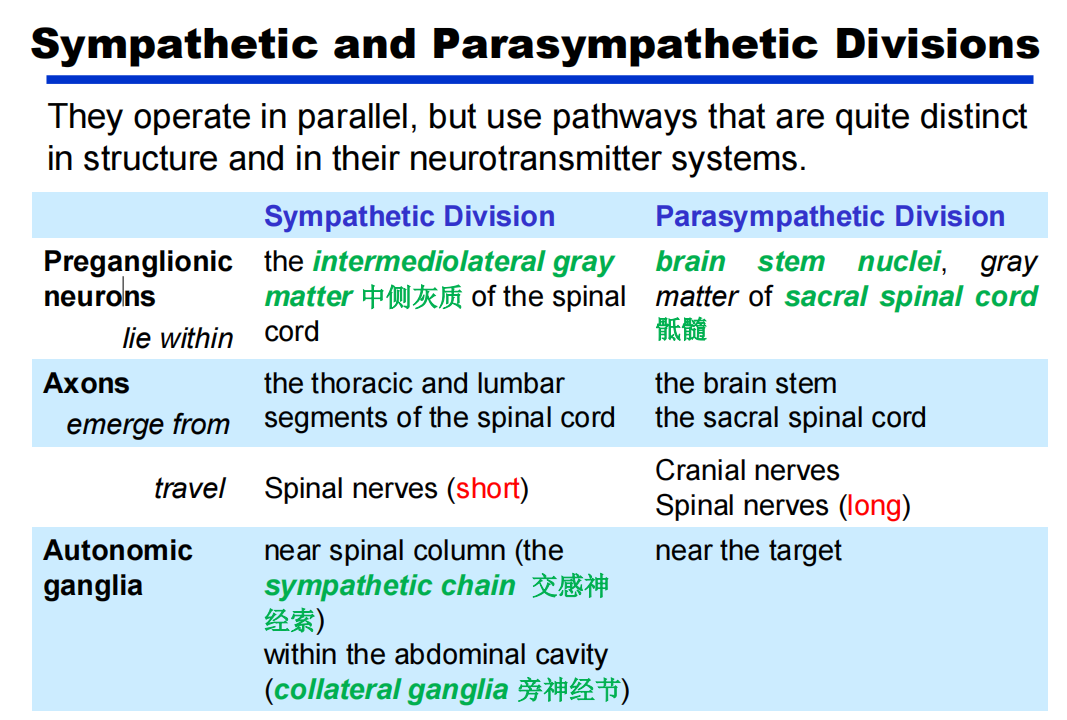 Sympathetic and Parasympathetic Divisions
They operate in parallel, but use pathways that are quite distinct
in structure and in their neurotransmitter systems.
Sympathetic Division Parasympathetic Division
Preganglionic neurons
lie within
the intermediolateral gray
matter 中侧灰质 of the spinal
cord
brain stem nuclei, gray
matter of sacral spinal cord
骶髓
Axons
emerge from
the thoracic and lumbar
segments of the spinal cord
the brain stem
the sacral spinal cord
travel
Spinal nerves (short)
Cranial nerves
Spinal nerves (long)
Autonomic
ganglia
near spinal column (the
sympathetic chain 交感神
经索)
within the abdominal cavity
(collateral ganglia 旁神经节)
near the target